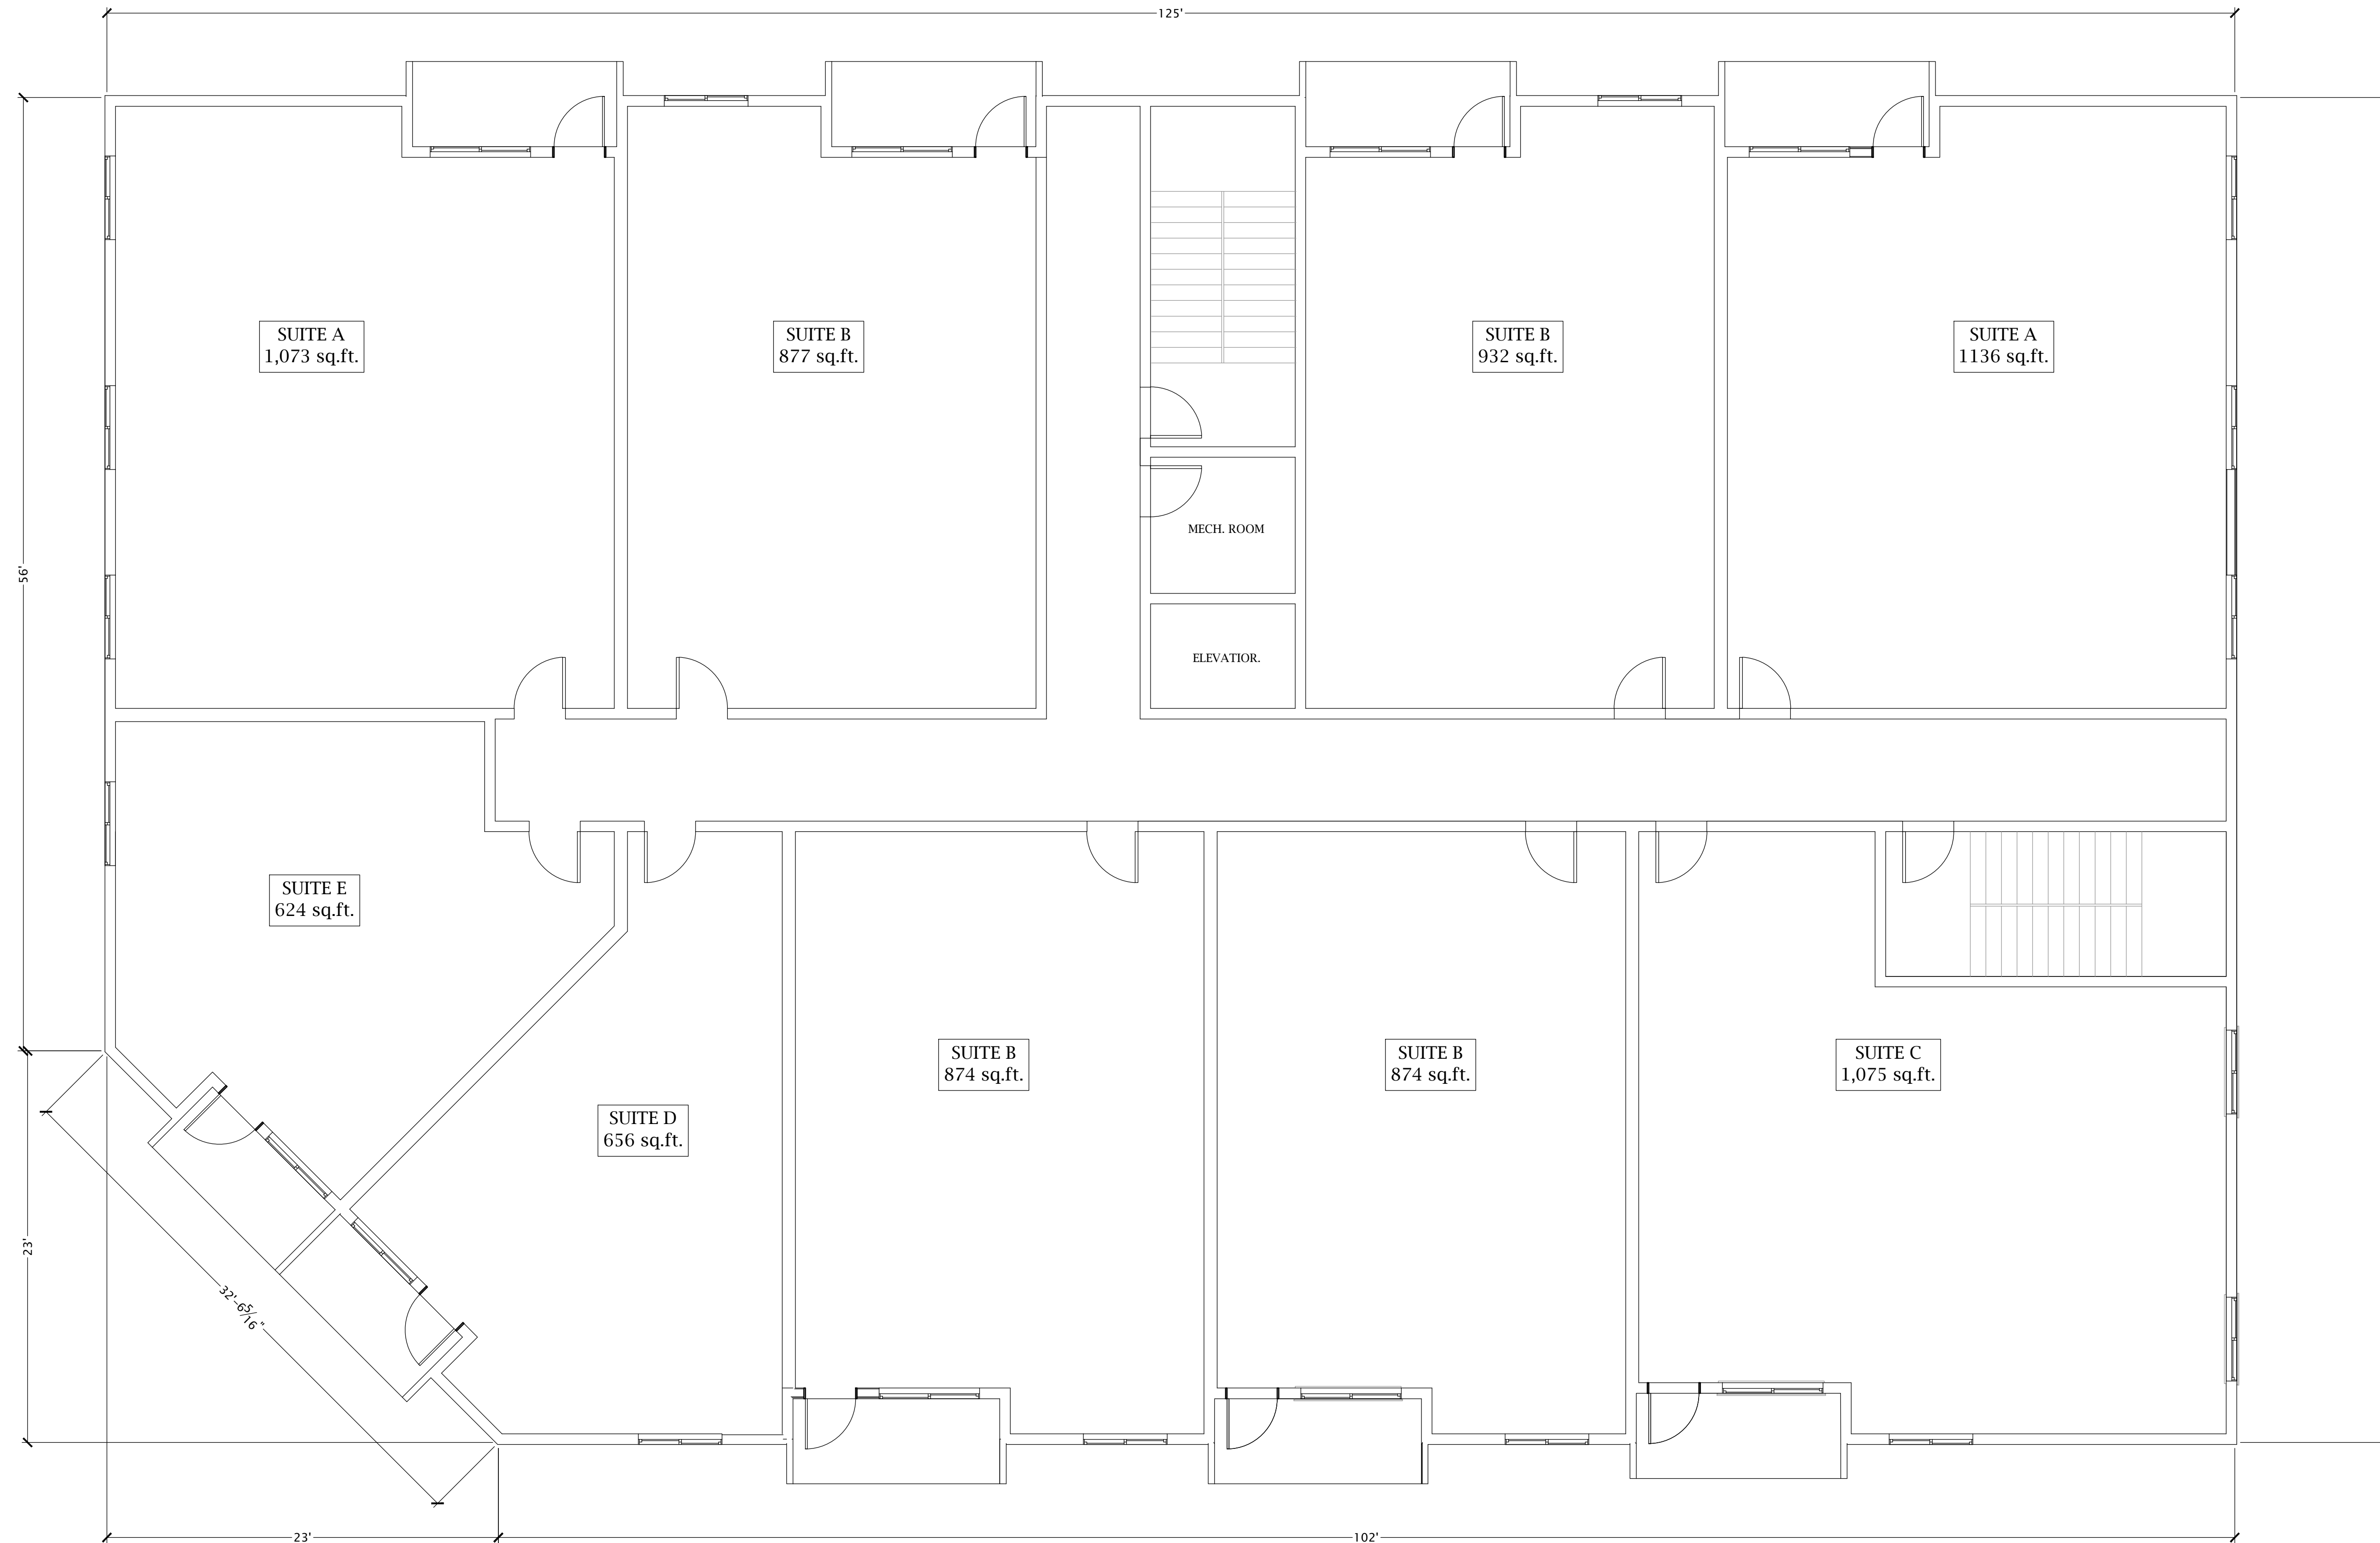 125'
SUITE A
1,073 sq.ft.
SUITE B
877 sq.ft.
SUITE B
932 sq.ft.
SUITE A
1136 sq.ft.
MECH. ROOM
56'
ELEVATIOR.
SUITE E
624 sq.ft.
SUITE B
874 sq.ft.
SUITE B
874 sq.ft.
SUITE C
1,075 sq.ft.
SUITE D
656 sq.ft.
23'
32'-6 5/16"
23'
102'